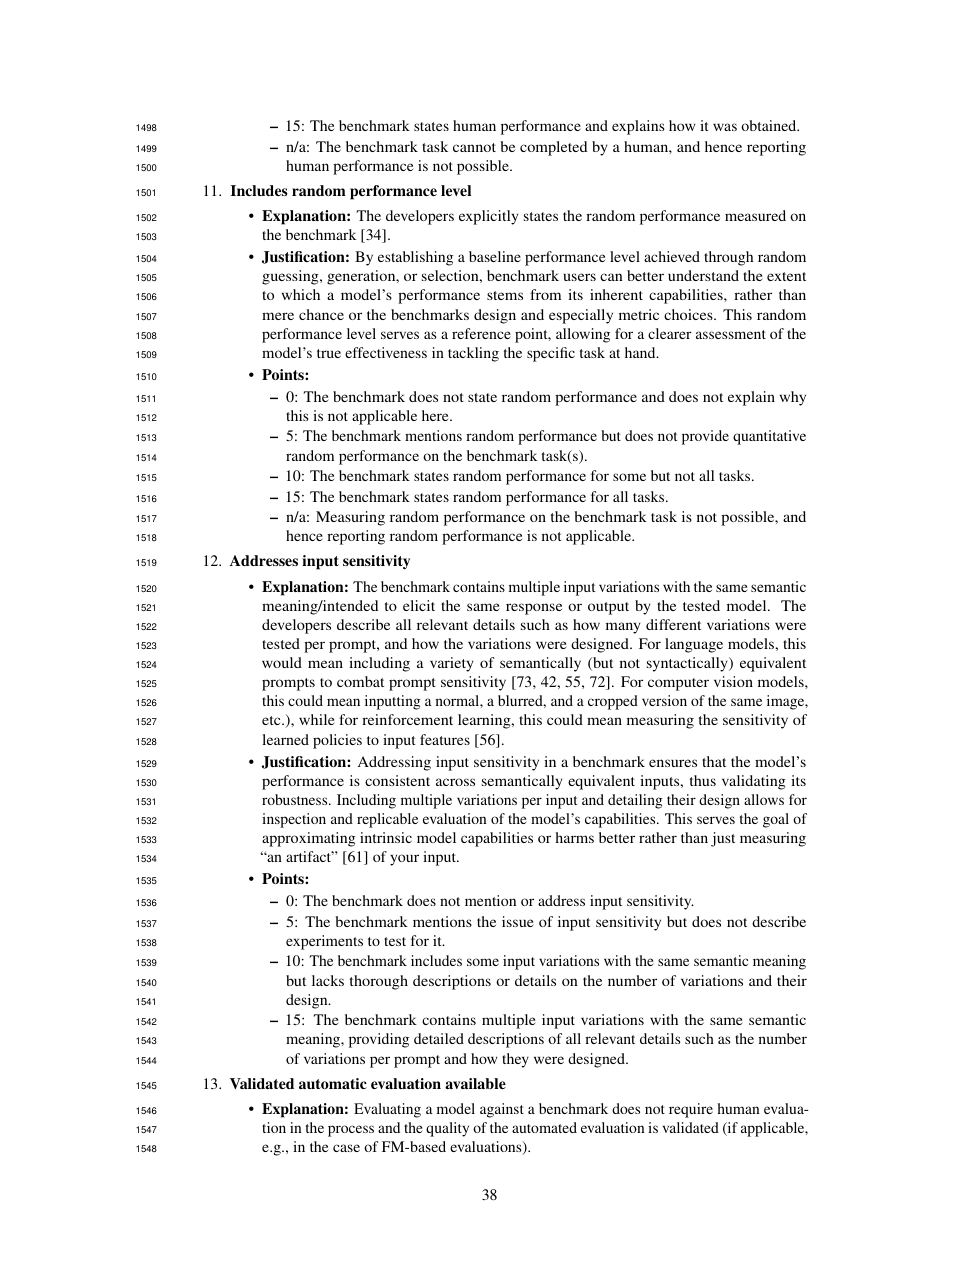 1498 – 15: The benchmark states human performance and explains how it was obtained.
1499 – n/a: The benchmark task cannot be completed by a human, and hence reporting
1500 human performance is not possible.
1501 11. Includes random performance level
1502 • Explanation: The developers explicitly states the random performance measured on
1503 the benchmark [34].
1504 • Justification: By establishing a baseline performance level achieved through random
1505 guessing, generation, or selection, benchmark users can better understand the extent
1506 to which a model's performance stems from its inherent capabilities, rather than
1507 mere chance or the benchmarks design and especially metric choices. This random
1508 performance level serves as a reference point, allowing for a clearer assessment of the
1509 model's true effectiveness in tackling the specific task at hand.
1510 • Points:
1511 – 0: The benchmark does not state random performance and does not explain why
1512 this is not applicable here.
1513 – 5: The benchmark mentions random performance but does not provide quantitative
1514 random performance on the benchmark task(s).
1515 – 10: The benchmark states random performance for some but not all tasks.
1516 – 15: The benchmark states random performance for all tasks.
1517 – n/a: Measuring random performance on the benchmark task is not possible, and
1518 hence reporting random performance is not applicable.
1519 12. Addresses input sensitivity
1520 • Explanation: The benchmark contains multiple input variations with the same semantic
1521 meaning/intended to elicit the same response or output by the tested model. The
1522 developers describe all relevant details such as how many different variations were
1523 tested per prompt, and how the variations were designed. For language models, this
1524 would mean including a variety of semantically (but not syntactically) equivalent
1525 prompts to combat prompt sensitivity [73, 42, 55, 72]. For computer vision models,
1526 this could mean inputting a normal, a blurred, and a cropped version of the same image,
1527 etc.), while for reinforcement learning, this could mean measuring the sensitivity of
1528 learned policies to input features [56].
1529 • Justification: Addressing input sensitivity in a benchmark ensures that the model's
1530 performance is consistent across semantically equivalent inputs, thus validating its
1531 robustness. Including multiple variations per input and detailing their design allows for
1532 inspection and replicable evaluation of the model's capabilities. This serves the goal of
1533 approximating intrinsic model capabilities or harms better rather than just measuring
1534 “an artifact” [61] of your input.
1535 • Points:
1536 – 0: The benchmark does not mention or address input sensitivity.
1537 – 5: The benchmark mentions the issue of input sensitivity but does not describe
1538 experiments to test for it.
1539 – 10: The benchmark includes some input variations with the same semantic meaning
1540 but lacks thorough descriptions or details on the number of variations and their
1541 design.
1542 – 15: The benchmark contains multiple input variations with the same semantic
1543 meaning, providing detailed descriptions of all relevant details such as the number
1544 of variations per prompt and how they were designed.
1545 13. Validated automatic evaluation available
1546 • Explanation: Evaluating a model against a benchmark does not require human evalua-
1547 tion in the process and the quality of the automated evaluation is validated (if applicable,
1548 e.g., in the case of FM-based evaluations).
38